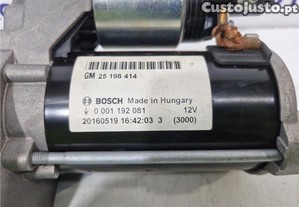 CustoJusto.pt
GM 25 198 414
BOSCH Made in Hungary
0 001 192 081 12V
20160519 16:42:03 3 (3000)